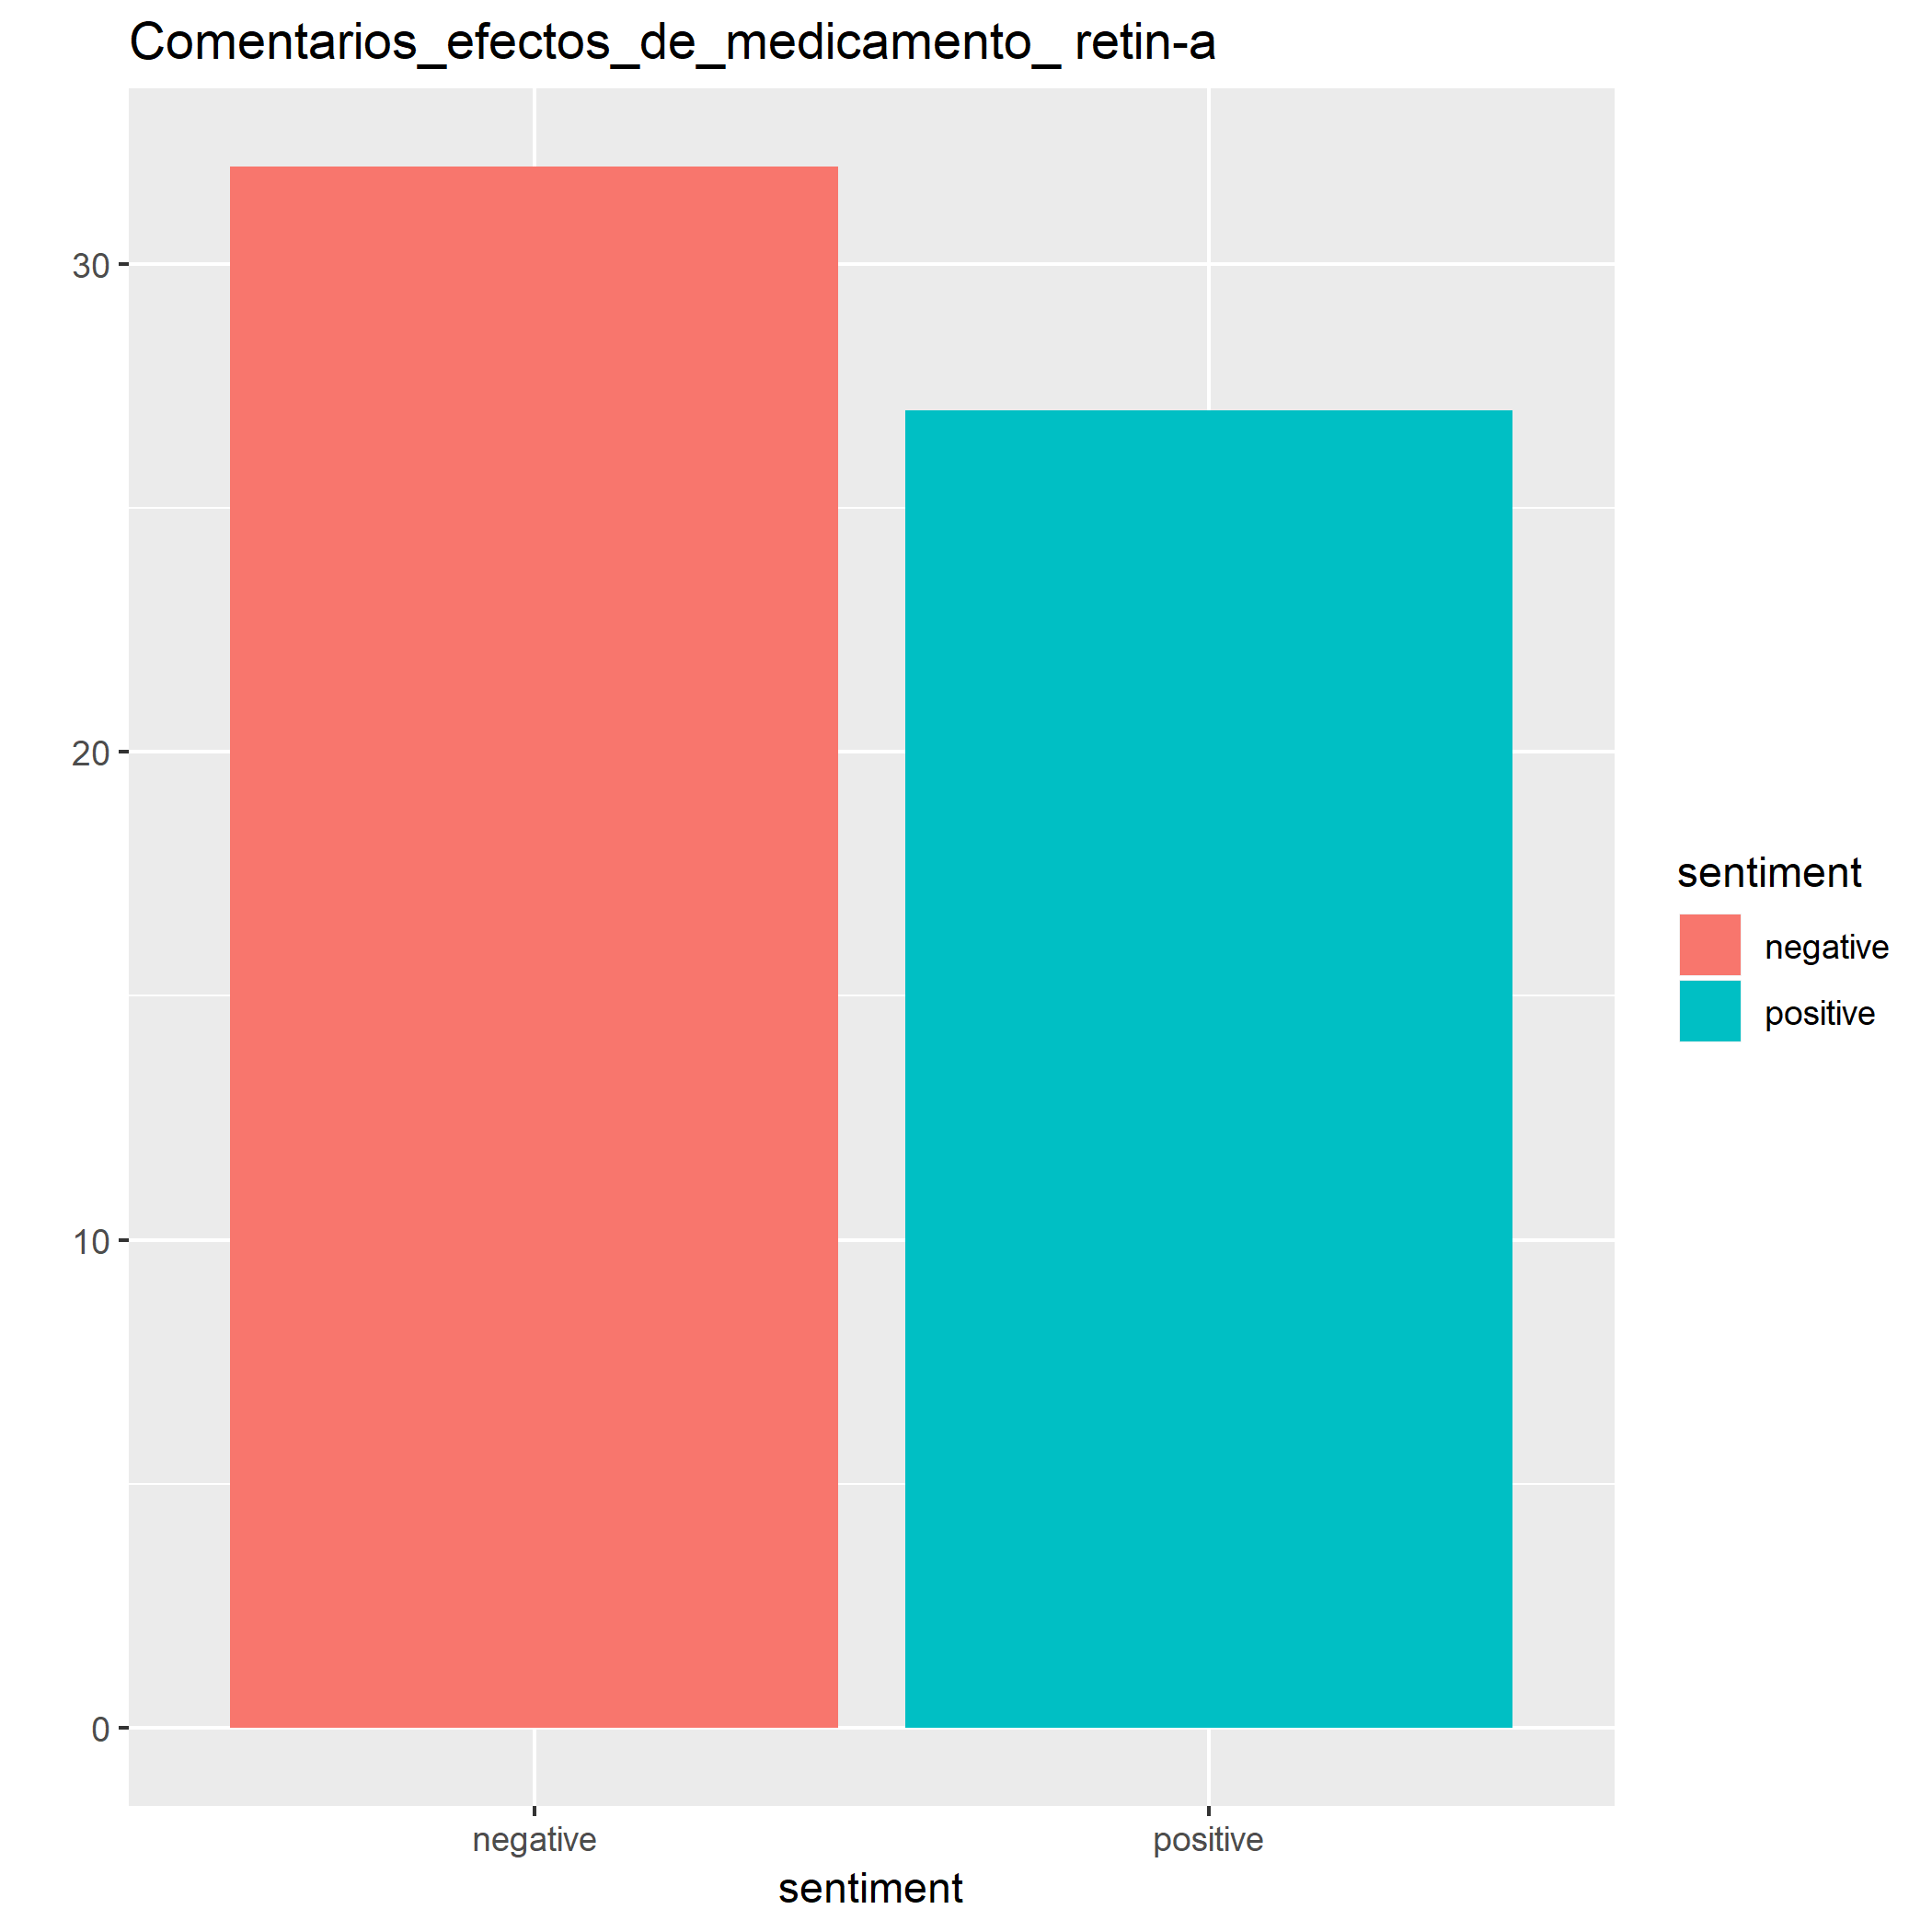 Comentarios_efectos_de_medicamento_ retin-a
30
20
10
0
negative
positive
sentiment
sentiment
negative
positive